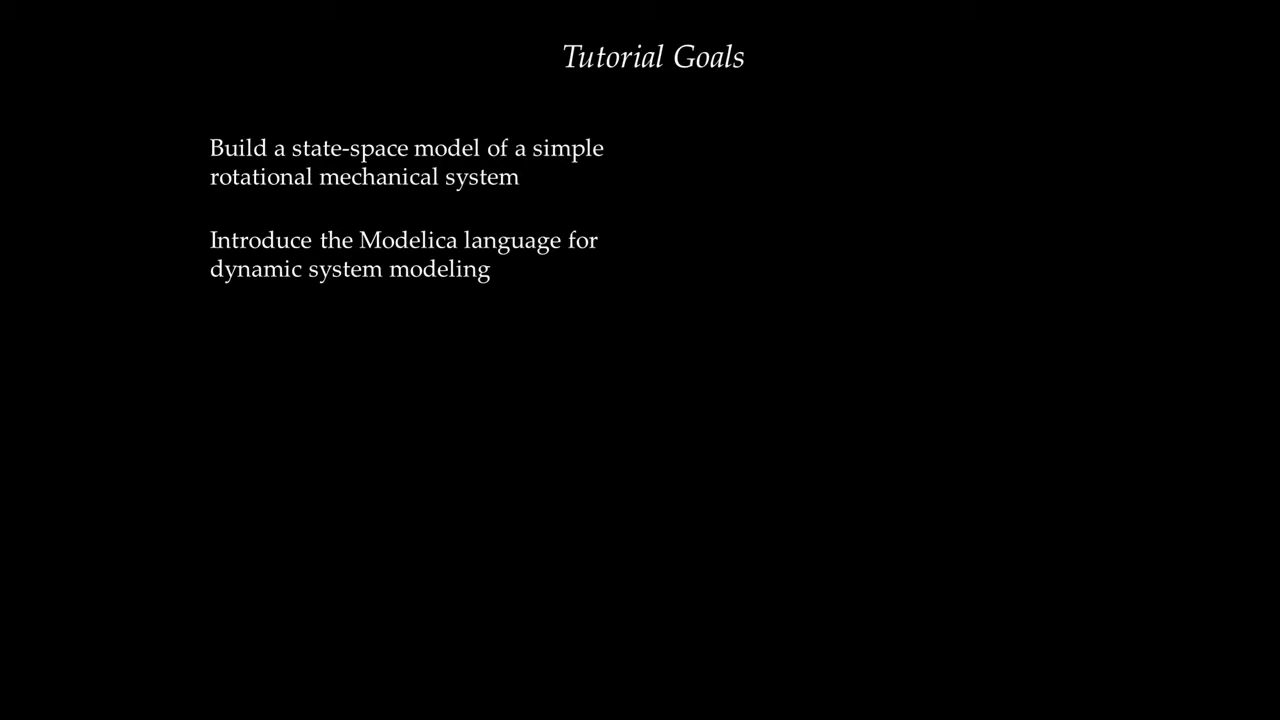 Tutorial Goals
Build a state-space model of a simple
rotational mechanical system
Introduce the Modelica language for
dynamic system modeling